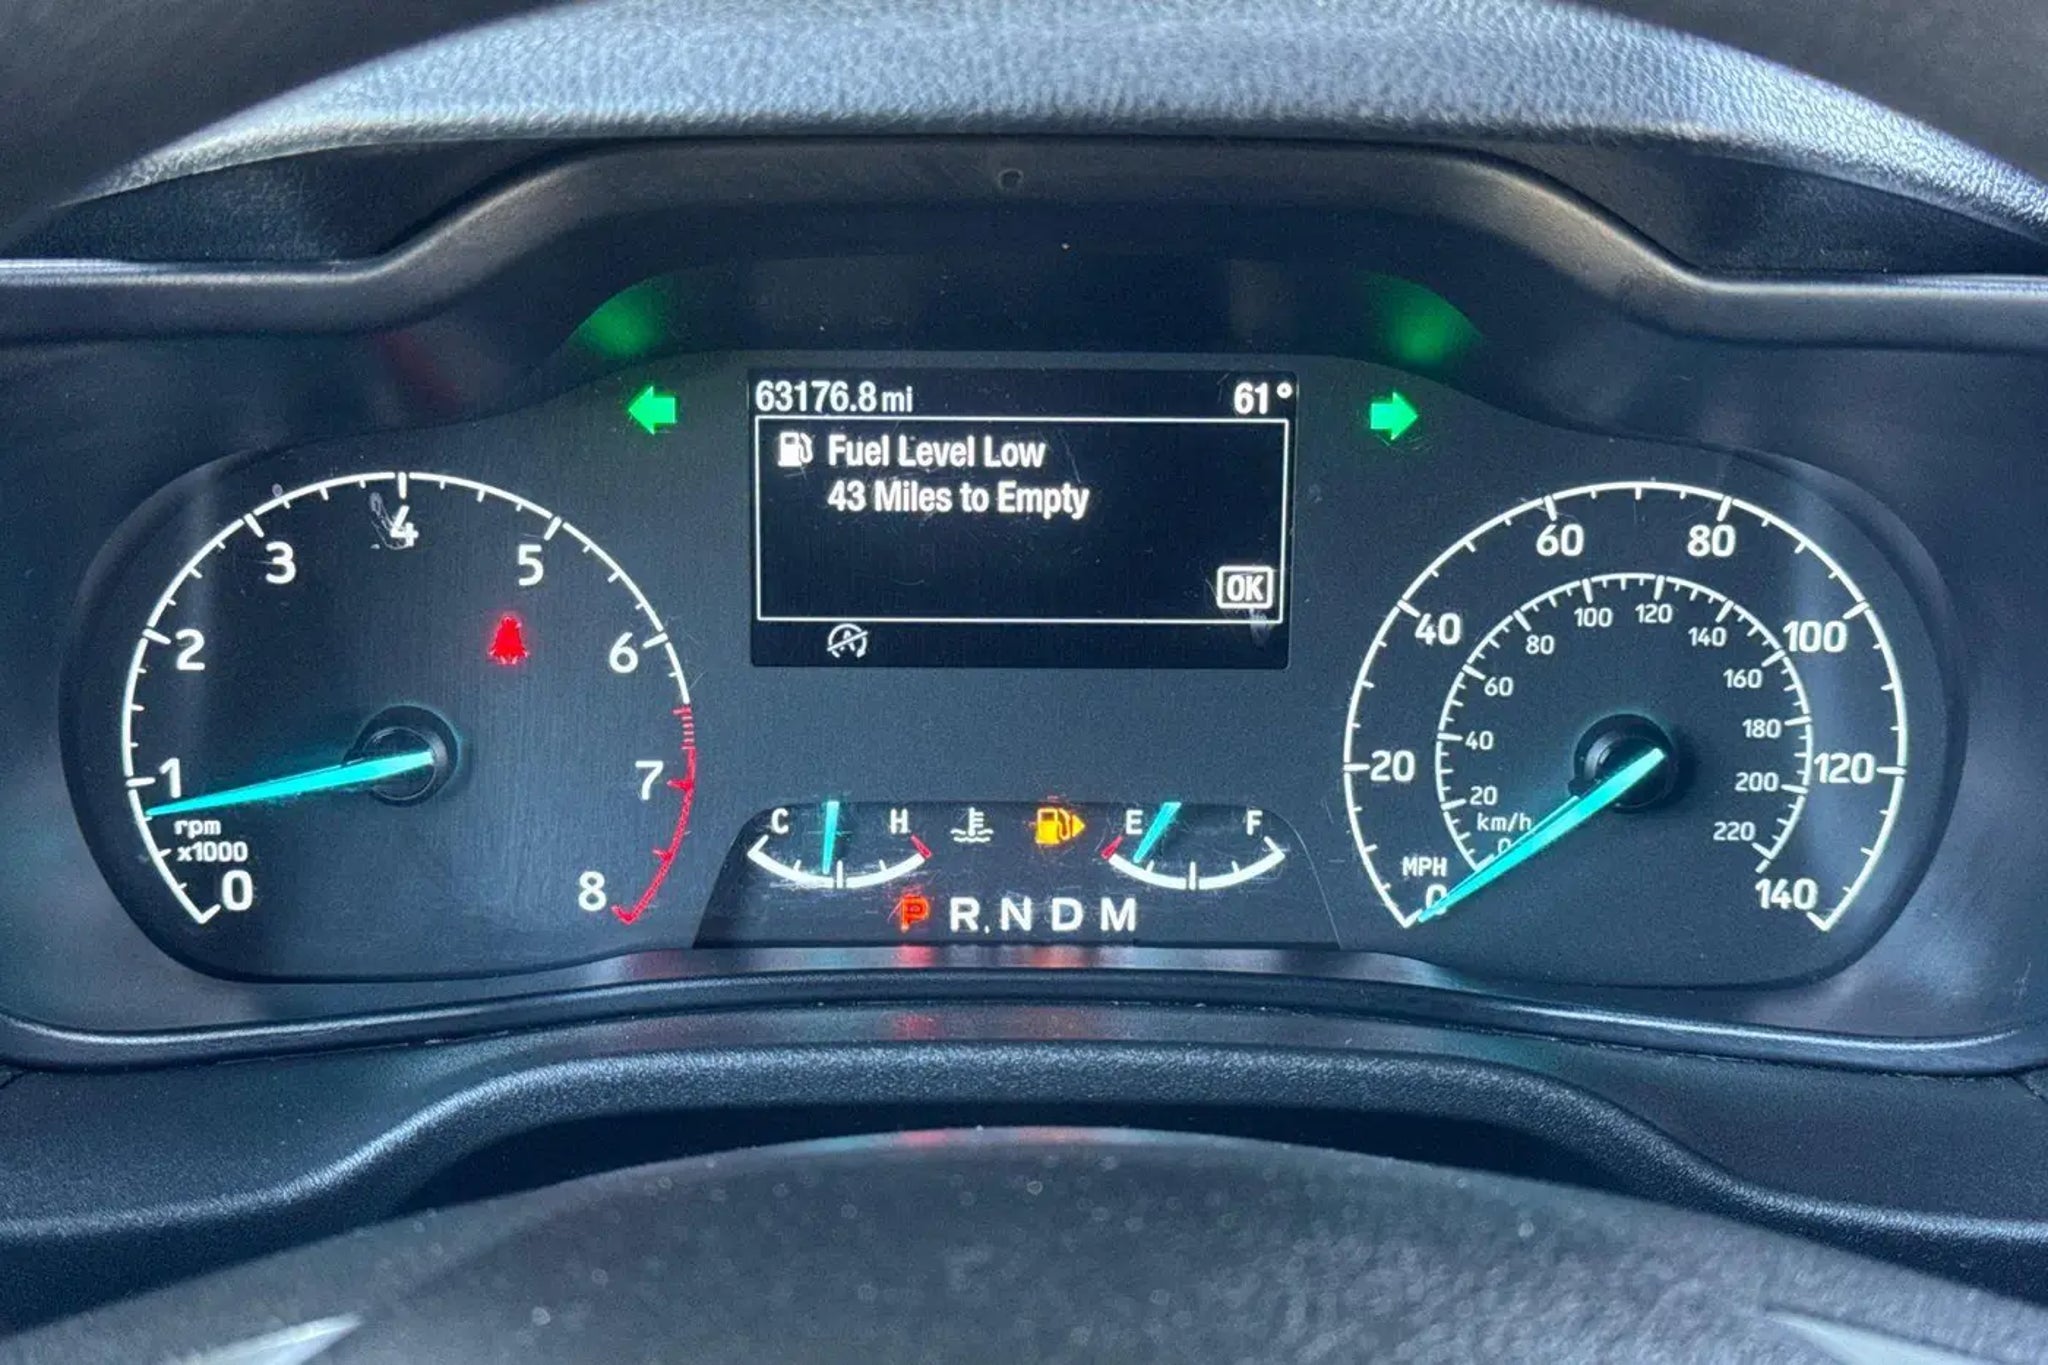 63176.8 mi 61°
Fuel Level Low
43 Miles to Empty
OK
0 1 2 3 4 5 6 7 8
rpm
x1000
C H
E F
P R N D M
0 20 40 60 80 100 120 140
MPH
0 20 40 60 80 100 120 140 160 180 200 220
km/h